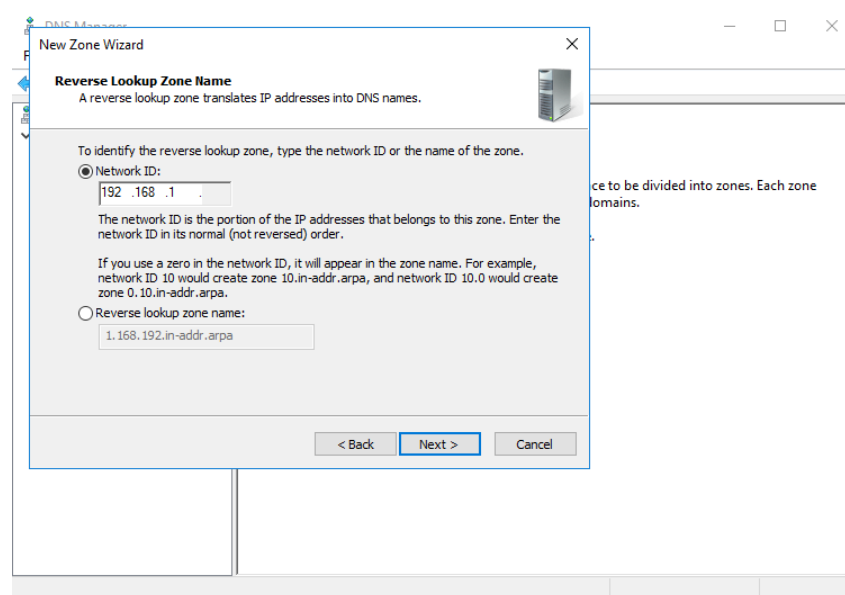 DNS Manager
New Zone Wizard
Reverse Lookup Zone Name
A reverse lookup zone translates IP addresses into DNS names.
To identify the reverse lookup zone, type the network ID or the name of the zone.
Network ID:
192 .168 .1 .
The network ID is the portion of the IP addresses that belongs to this zone. Enter the
network ID in its normal (not reversed) order.
If you use a zero in the network ID, it will appear in the zone name. For example,
network ID 10 would create zone 10.in-addr.arpa, and network ID 10.0 would create
zone 0.10.in-addr.arpa.
Reverse lookup zone name:
1.168.192.in-addr.arpa
< Back
Next >
Cancel
to be divided into zones. Each zone